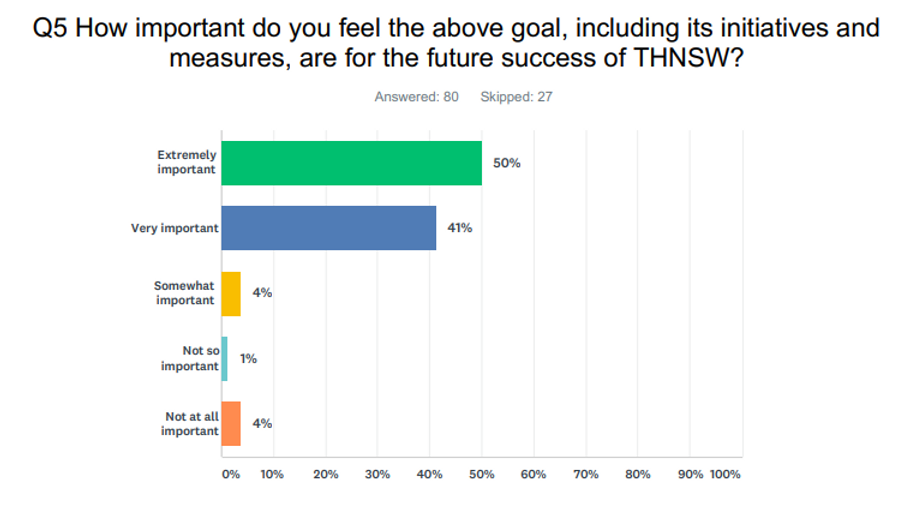 Q5 How important do you feel the above goal, including its initiatives and
measures, are for the future success of THNSW?
Answered: 80 Skipped: 27
Extremely
important
50%
Very important
41%
Somewhat
important
4%
Not so
important
1%
Not at all
important
4%
0% 10% 20% 30% 40% 50% 60% 70% 80% 90% 100%